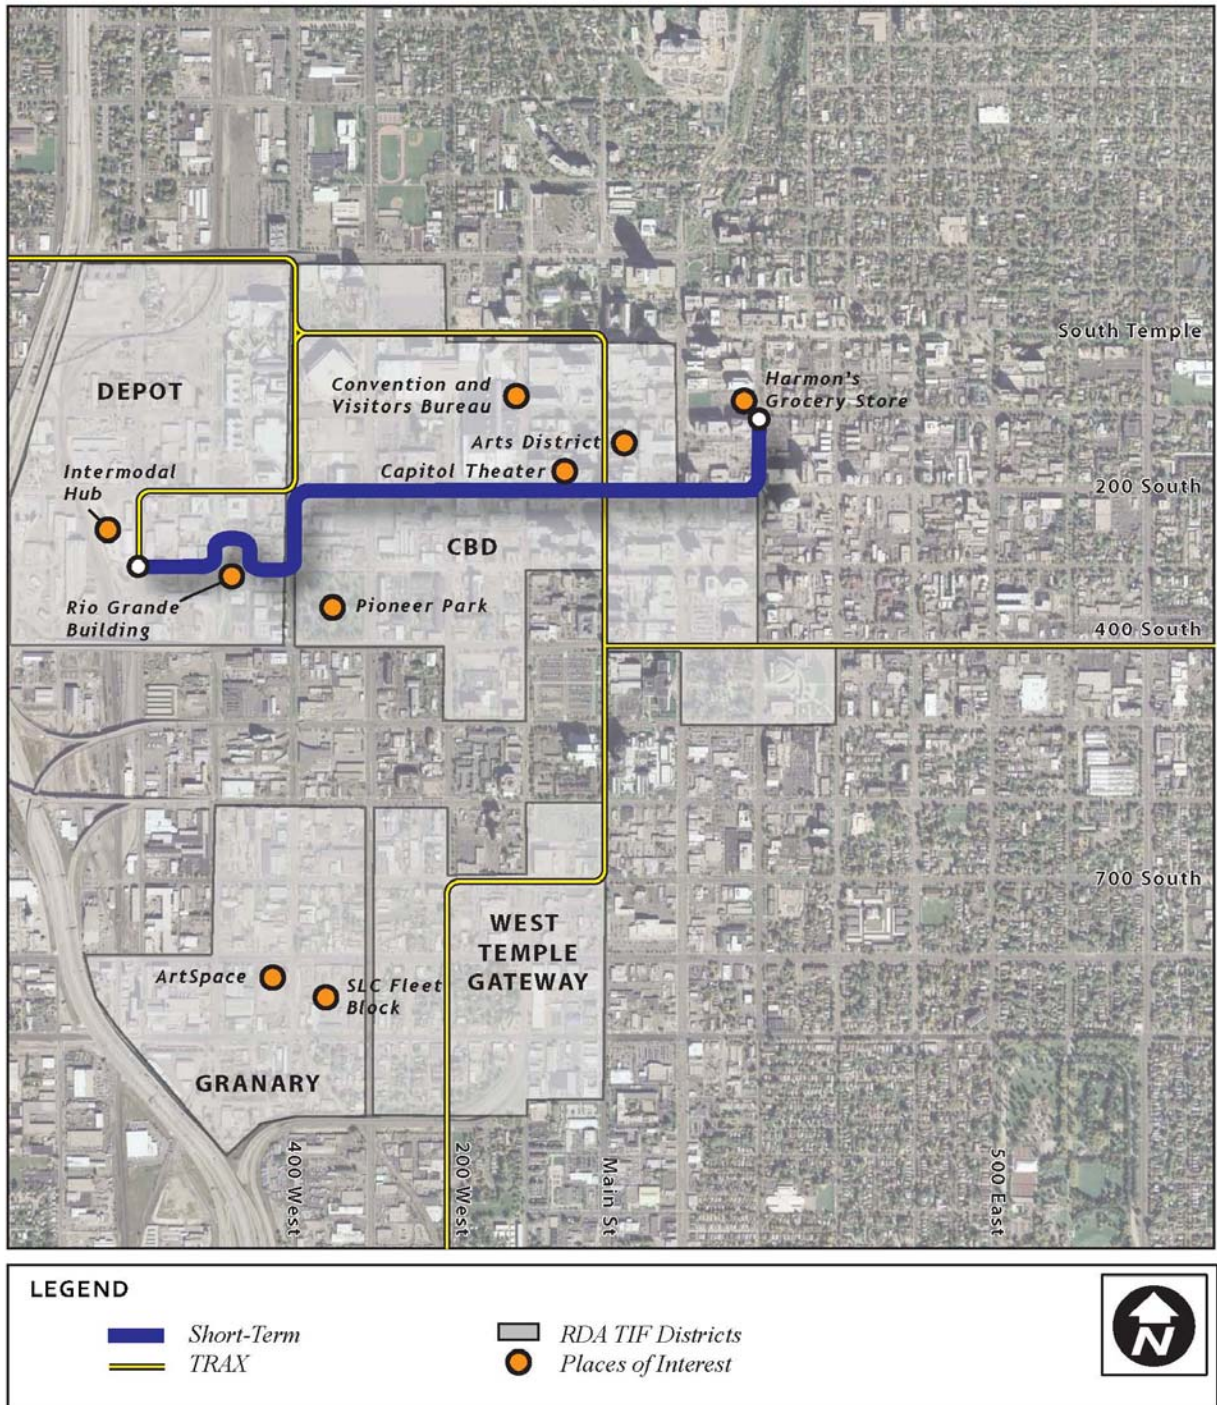 South Temple
DEPOT
Convention and
Visitors Bureau
Harmon's
Grocery Store
Arts District
Capitol Theater
Intermodal
Hub
200 South
CBD
Rio Grande
Building
Pioneer Park
400 South
700 South
WEST
TEMPLE
GATEWAY
ArtSpace
SLC Fleet
Block
GRANARY
400 West
200 West
Main St
500 East
LEGEND
Short-Term
TRAX
RDA TIF Districts
Places of Interest
N